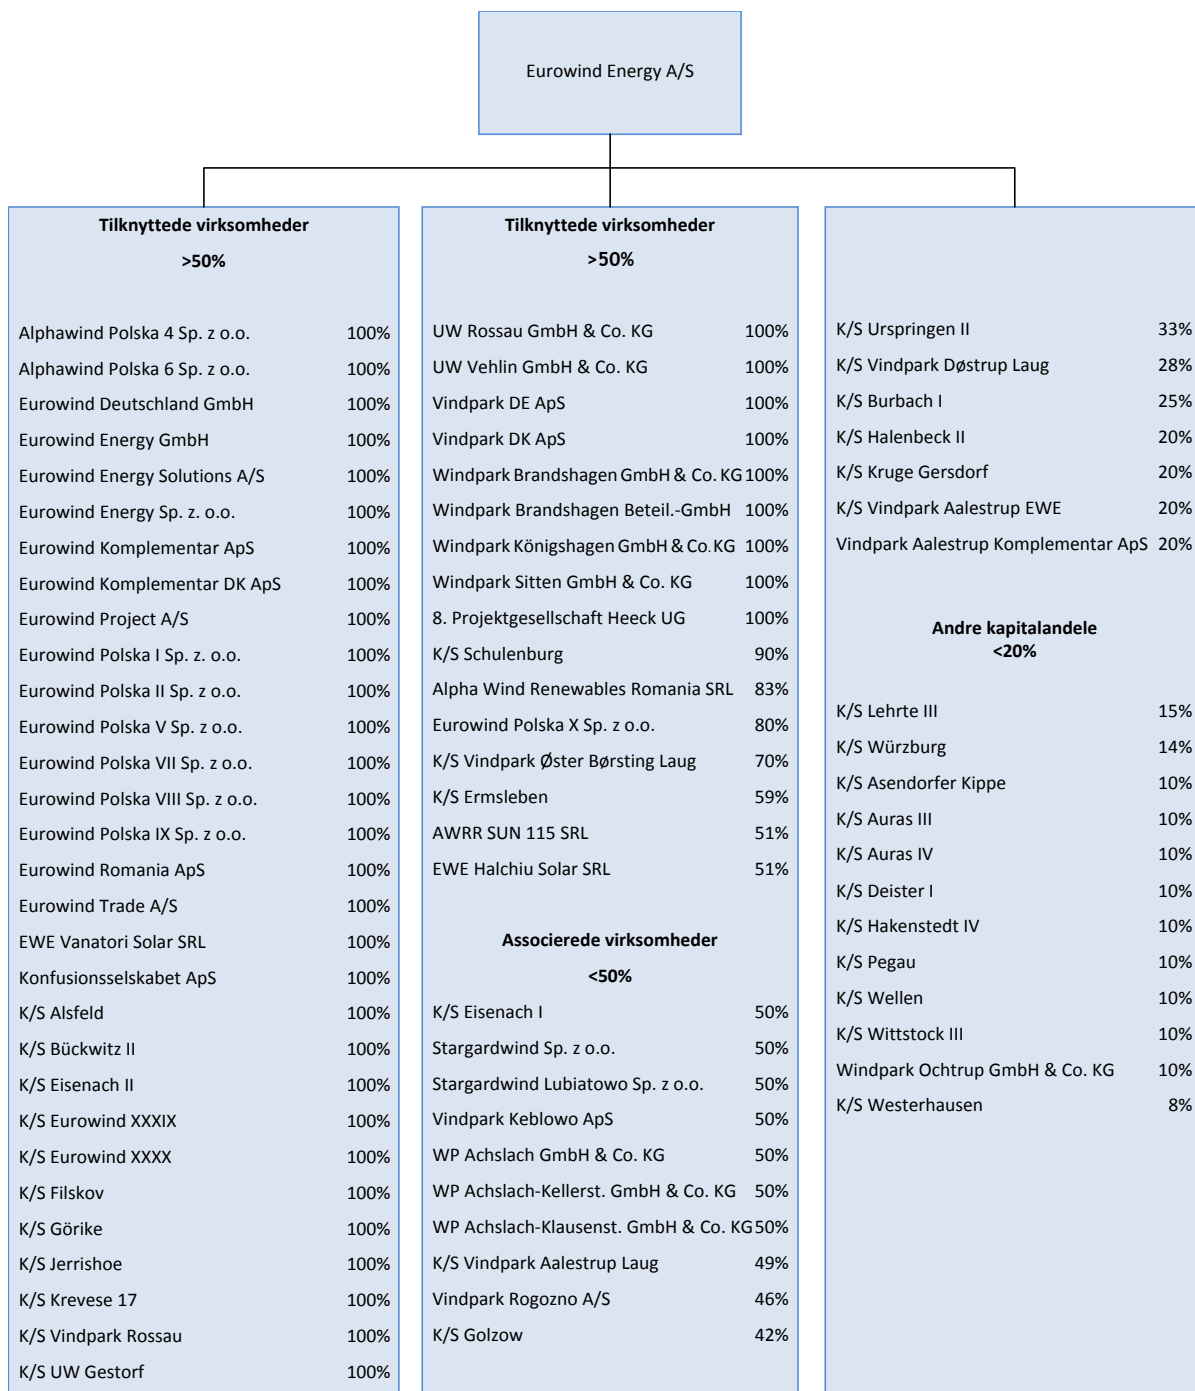 Eurowind Energy A/S
Tilknyttede virksomheder
>50%
Alphawind Polska 4 Sp. z o.o. 100%
Alphawind Polska 6 Sp. z o.o. 100%
Eurowind Deutschland GmbH 100%
Eurowind Energy GmbH 100%
Eurowind Energy Solutions A/S 100%
Eurowind Energy Sp. z. o.o. 100%
Eurowind Komplementar ApS 100%
Eurowind Komplementar DK ApS 100%
Eurowind Project A/S 100%
Eurowind Polska I Sp. z. o.o. 100%
Eurowind Polska II Sp. z o.o. 100%
Eurowind Polska V Sp. z o.o. 100%
Eurowind Polska VII Sp. z o.o. 100%
Eurowind Polska VIII Sp. z o.o. 100%
Eurowind Polska IX Sp. z o.o. 100%
Eurowind Romania ApS 100%
Eurowind Trade A/S 100%
EWE Vanatori Solar SRL 100%
Konfusionsselskabet ApS 100%
K/S Alsfeld 100%
K/S Bückwitz II 100%
K/S Eisenach II 100%
K/S Eurowind XXXIX 100%
K/S Eurowind XXXX 100%
K/S Filskov 100%
K/S Görike 100%
K/S Jerrishoe 100%
K/S Krevese 17 100%
K/S Vindpark Rossau 100%
K/S UW Gestorf 100%
Tilknyttede virksomheder
>50%
UW Rossau GmbH & Co. KG 100%
UW Vehlin GmbH & Co. KG 100%
Vindpark DE ApS 100%
Vindpark DK ApS 100%
Windpark Brandshagen GmbH & Co. KG 100%
Windpark Brandshagen Beteil.-GmbH 100%
Windpark Königshagen GmbH & Co. KG 100%
Windpark Sitten GmbH & Co. KG 100%
8. Projektgesellschaft Heeck UG 100%
K/S Schulenburg 90%
Alpha Wind Renewables Romania SRL 83%
Eurowind Polska X Sp. z o.o. 80%
K/S Vindpark Øster Børsting Laug 70%
K/S Ermsleben 59%
AWRR SUN 115 SRL 51%
EWE Halchiu Solar SRL 51%
Associerede virksomheder
<50%
K/S Eisenach I 50%
Stargardwind Sp. z o.o. 50%
Stargardwind Lubiatowo Sp. z o.o. 50%
Vindpark Keblowo ApS 50%
WP Achslach GmbH & Co. KG 50%
WP Achslach-Kellerst. GmbH & Co. KG 50%
WP Achslach-Klausenst. GmbH & Co. KG 50%
K/S Vindpark Aalestrup Laug 49%
Vindpark Rogozno A/S 46%
K/S Golzow 42%
K/S Urspringen II 33%
K/S Vindpark Døstrup Laug 28%
K/S Burbach I 25%
K/S Halenbeck II 20%
K/S Kruge Gersdorf 20%
K/S Vindpark Aalestrup EWE 20%
Vindpark Aalestrup Komplementar ApS 20%
Andre kapitalandele
<20%
K/S Lehrte III 15%
K/S Würzburg 14%
K/S Asendorfer Kippe 10%
K/S Auras III 10%
K/S Auras IV 10%
K/S Deister I 10%
K/S Hakenstedt IV 10%
K/S Pegau 10%
K/S Wellen 10%
K/S Wittstock III 10%
Windpark Ochtrup GmbH & Co. KG 10%
K/S Westerhausen 8%